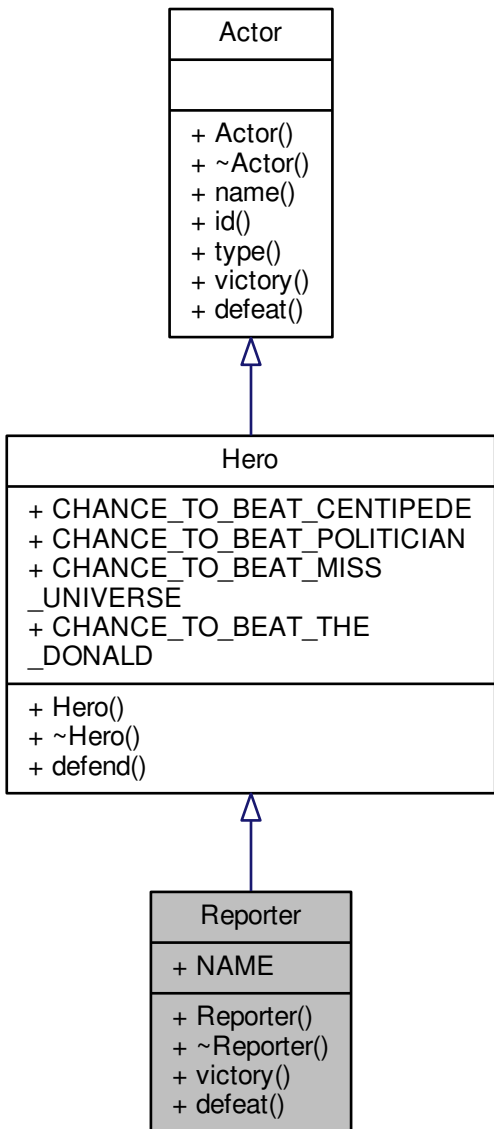 Actor
+ Actor()
+ ~Actor()
+ name()
+ id()
+ type()
+ victory()
+ defeat()
Hero
+ CHANCE_TO_BEAT_CENTIPEDE
+ CHANCE_TO_BEAT_POLITICIAN
+ CHANCE_TO_BEAT_MISS
_UNIVERSE
+ CHANCE_TO_BEAT_THE
_DONALD
+ Hero()
+ ~Hero()
+ defend()
Reporter
+ NAME
+ Reporter()
+ ~Reporter()
+ victory()
+ defeat()